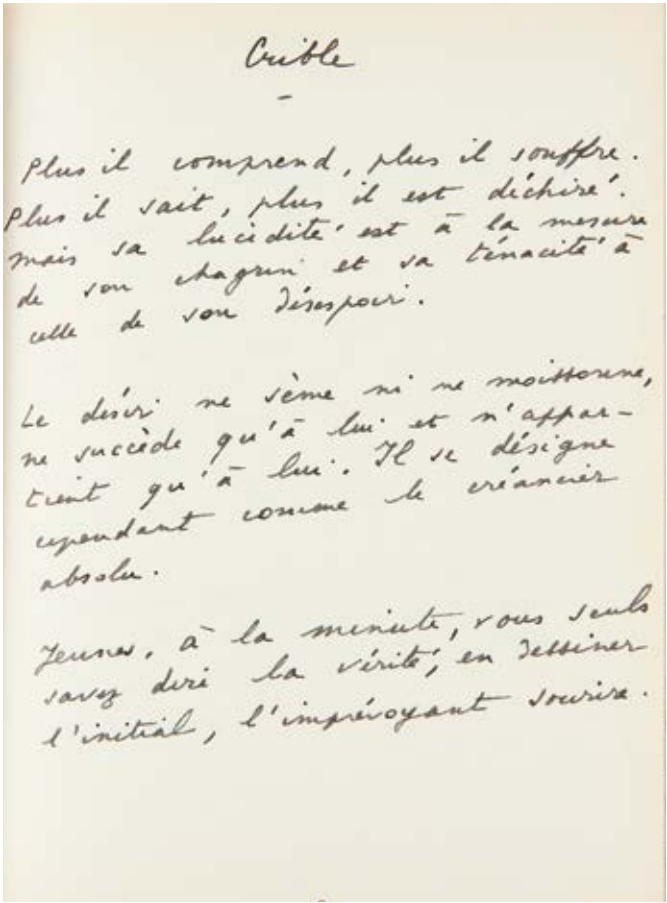 Crible
–
Plus il comprend, plus il souffre.
Plus il sait, plus il est déchiré.
mais sa lucidité est à la mesure
de son chagrin et sa ténacité à
celle de son désespoir.
Le désir ne sème ni ne moissonne,
ne succède qu'à lui et n'appar-
tient qu'à lui. Il se désigne
cependant comme le créancier
absolu.
Jeunes, à la minute, vous seuls
savez dire la vérité, en dessiner
l'initial, l'imprévoyant sourire.